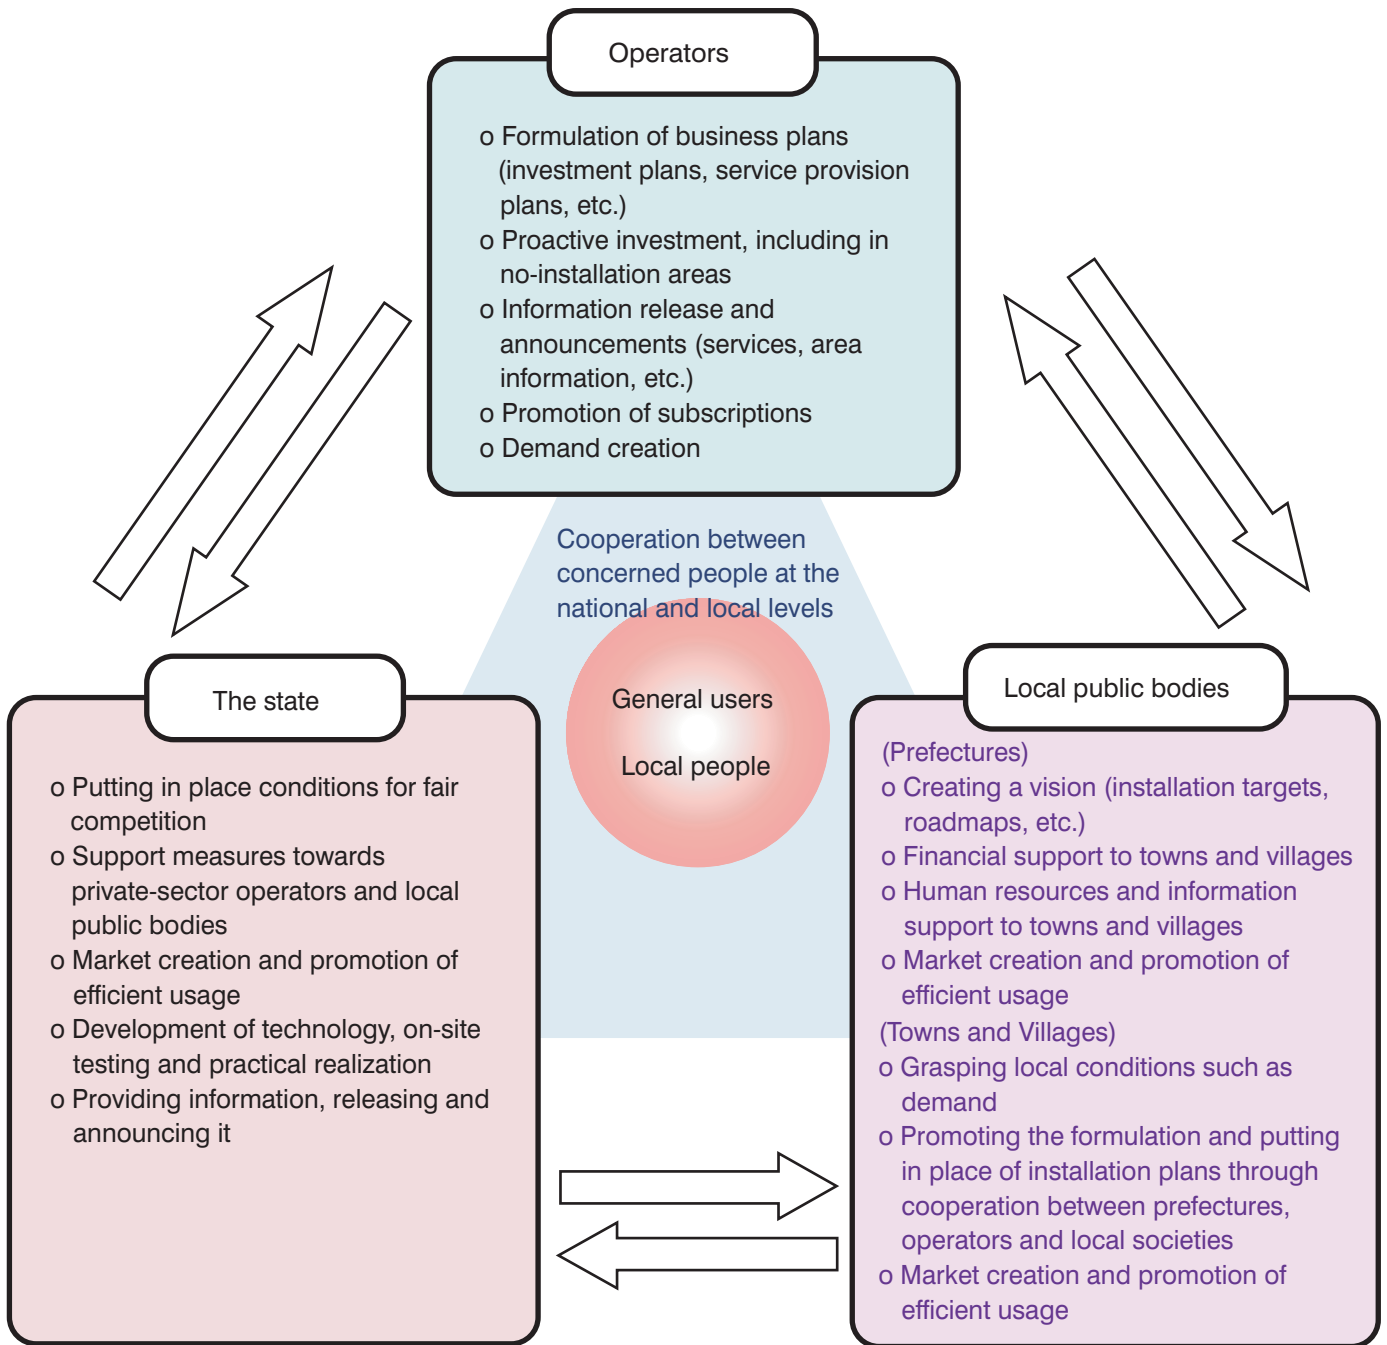 Operators
o Formulation of business plans
(investment plans, service provision
plans, etc.)
o Proactive investment, including in
no-installation areas
o Information release and
announcements (services, area
information, etc.)
o Promotion of subscriptions
o Demand creation
Cooperation between
concerned people at the
national and local levels
General users
Local people
The state
o Putting in place conditions for fair
competition
o Support measures towards
private-sector operators and local
public bodies
o Market creation and promotion of
efficient usage
o Development of technology, on-site
testing and practical realization
o Providing information, releasing and
announcing it
Local public bodies
(Prefectures)
o Creating a vision (installation targets,
roadmaps, etc.)
o Financial support to towns and villages
o Human resources and information
support to towns and villages
o Market creation and promotion of
efficient usage
(Towns and Villages)
o Grasping local conditions such as
demand
o Promoting the formulation and putting
in place of installation plans through
cooperation between prefectures,
operators and local societies
o Market creation and promotion of
efficient usage